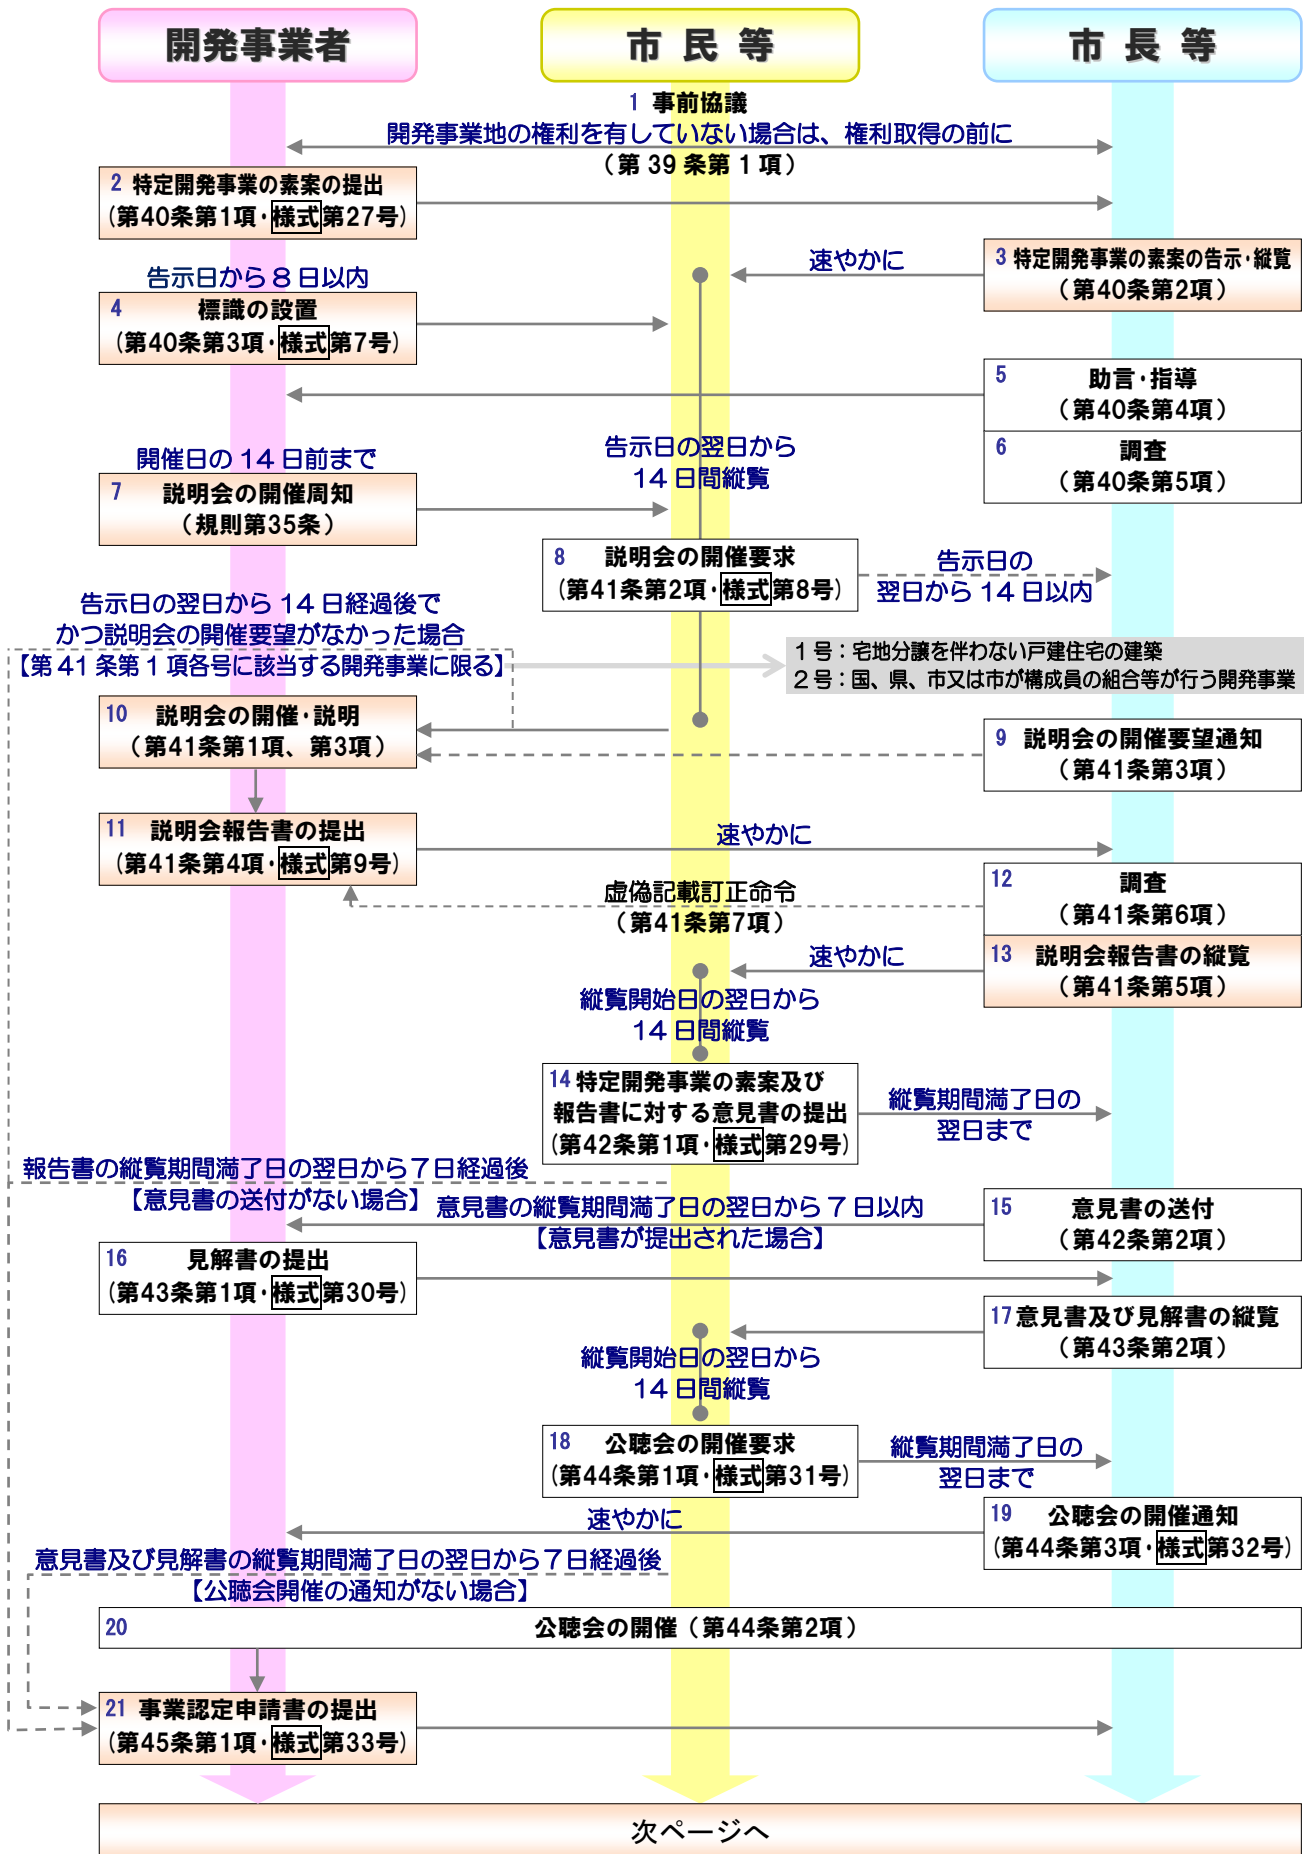 開発事業者
市 民 等
市 長 等
1 事前協議
開発事業地の権利を有していない場合は、権利取得の前に
（第 39 条第 1 項）
2 特定開発事業の素案の提出
(第40条第1項・様式第27号)
速やかに
3 特定開発事業の素案の告示・縦覧
（第40条第2項）
告示日から 8 日以内
4 標識の設置
(第40条第3項・様式第7号)
5 助言・指導
（第40条第4項）
6 調査
（第40条第5項）
告示日の翌日から
14 日間縦覧
開催日の 14 日前まで
7 説明会の開催周知
（規則第35条）
8 説明会の開催要求
(第41条第2項・様式第8号)
告示日の
翌日から 14 日以内
告示日の翌日から 14 日経過後で
かつ説明会の開催要望がなかった場合
【第 41 条第 1 項各号に該当する開発事業に限る】
1 号：宅地分譲を伴わない戸建住宅の建築
2 号：国、県、市又は市が構成員の組合等が行う開発事業
10 説明会の開催・説明
（第41条第1項、第3項）
9 説明会の開催要望通知
（第41条第3項）
11 説明会報告書の提出
(第41条第4項・様式第9号)
速やかに
12 調査
（第41条第6項）
虚偽記載訂正命令
（第41条第7項）
速やかに
13 説明会報告書の縦覧
（第41条第5項）
縦覧開始日の翌日から
14 日間縦覧
14 特定開発事業の素案及び
報告書に対する意見書の提出
(第42条第1項・様式第29号)
縦覧期間満了日の
翌日まで
報告書の縦覧期間満了日の翌日から７日経過後
【意見書の送付がない場合】
意見書の縦覧期間満了日の翌日から 7 日以内
【意見書が提出された場合】
15 意見書の送付
（第42条第2項）
16 見解書の提出
(第43条第1項・様式第30号)
17 意見書及び見解書の縦覧
（第43条第2項）
縦覧開始日の翌日から
14 日間縦覧
18 公聴会の開催要求
(第44条第1項・様式第31号)
縦覧期間満了日の
翌日まで
速やかに
19 公聴会の開催通知
(第44条第3項・様式第32号)
意見書及び見解書の縦覧期間満了日の翌日から７日経過後
【公聴会開催の通知がない場合】
20 公聴会の開催（第44条第2項）
21 事業認定申請書の提出
(第45条第1項・様式第33号)
次ページへ